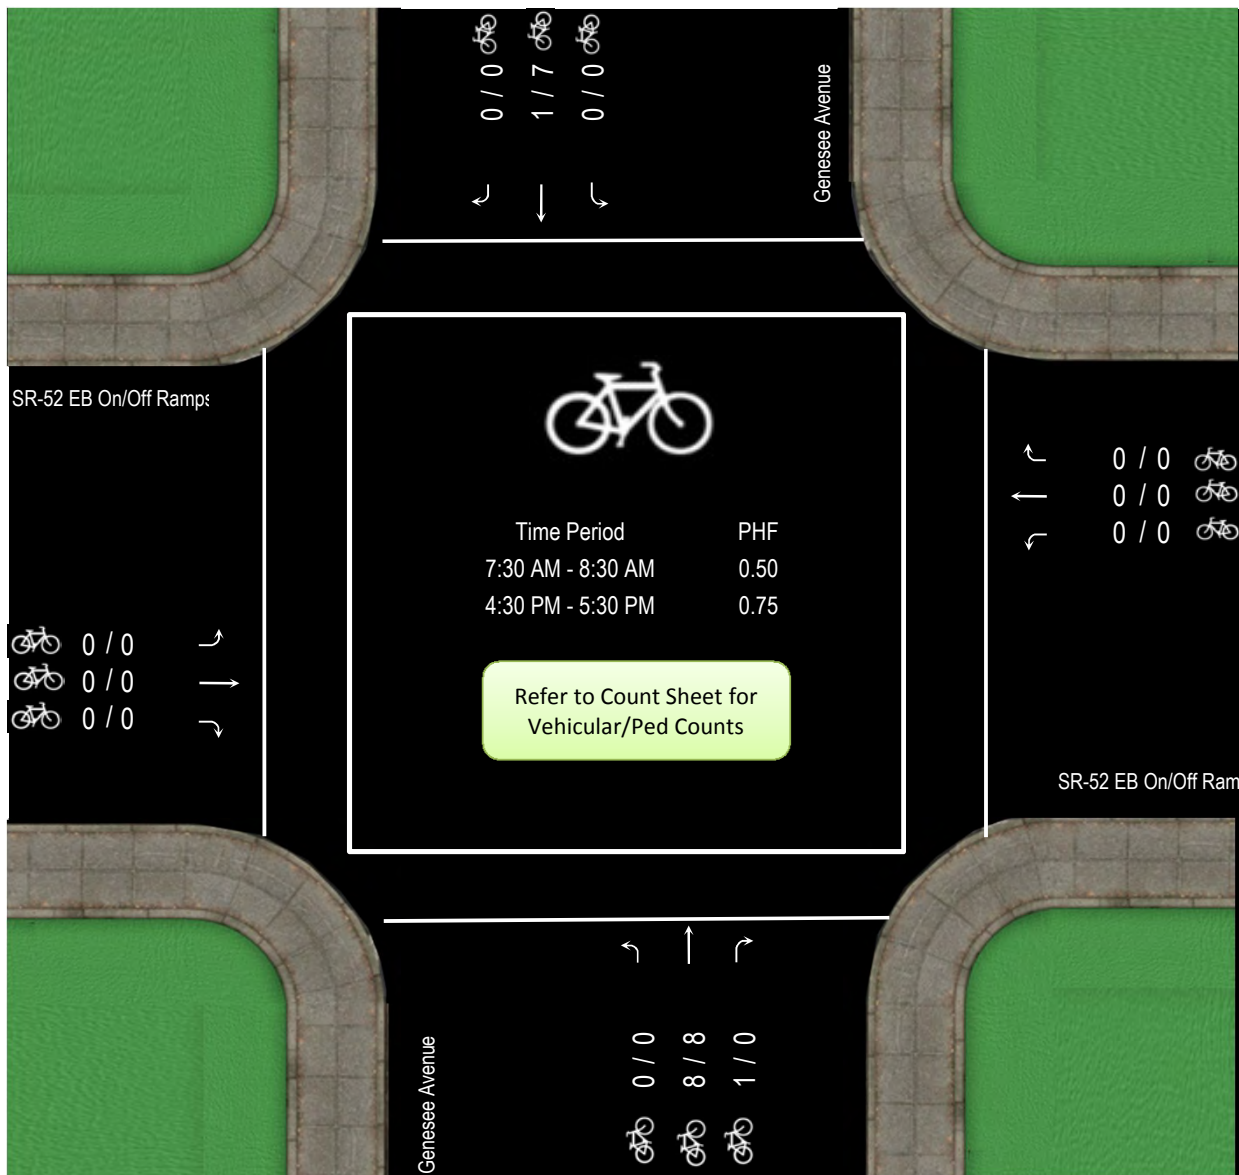 0 / 0
1 / 7
0 / 0
Genesee Avenue
SR-52 EB On/Off Ramps
0 / 0
0 / 0
0 / 0
Time Period PHF
7:30 AM - 8:30 AM 0.50
4:30 PM - 5:30 PM 0.75
0 / 0
0 / 0
0 / 0
Refer to Count Sheet for
Vehicular/Ped Counts
SR-52 EB On/Off Ram
0 / 0
8 / 8
1 / 0
Genesee Avenue